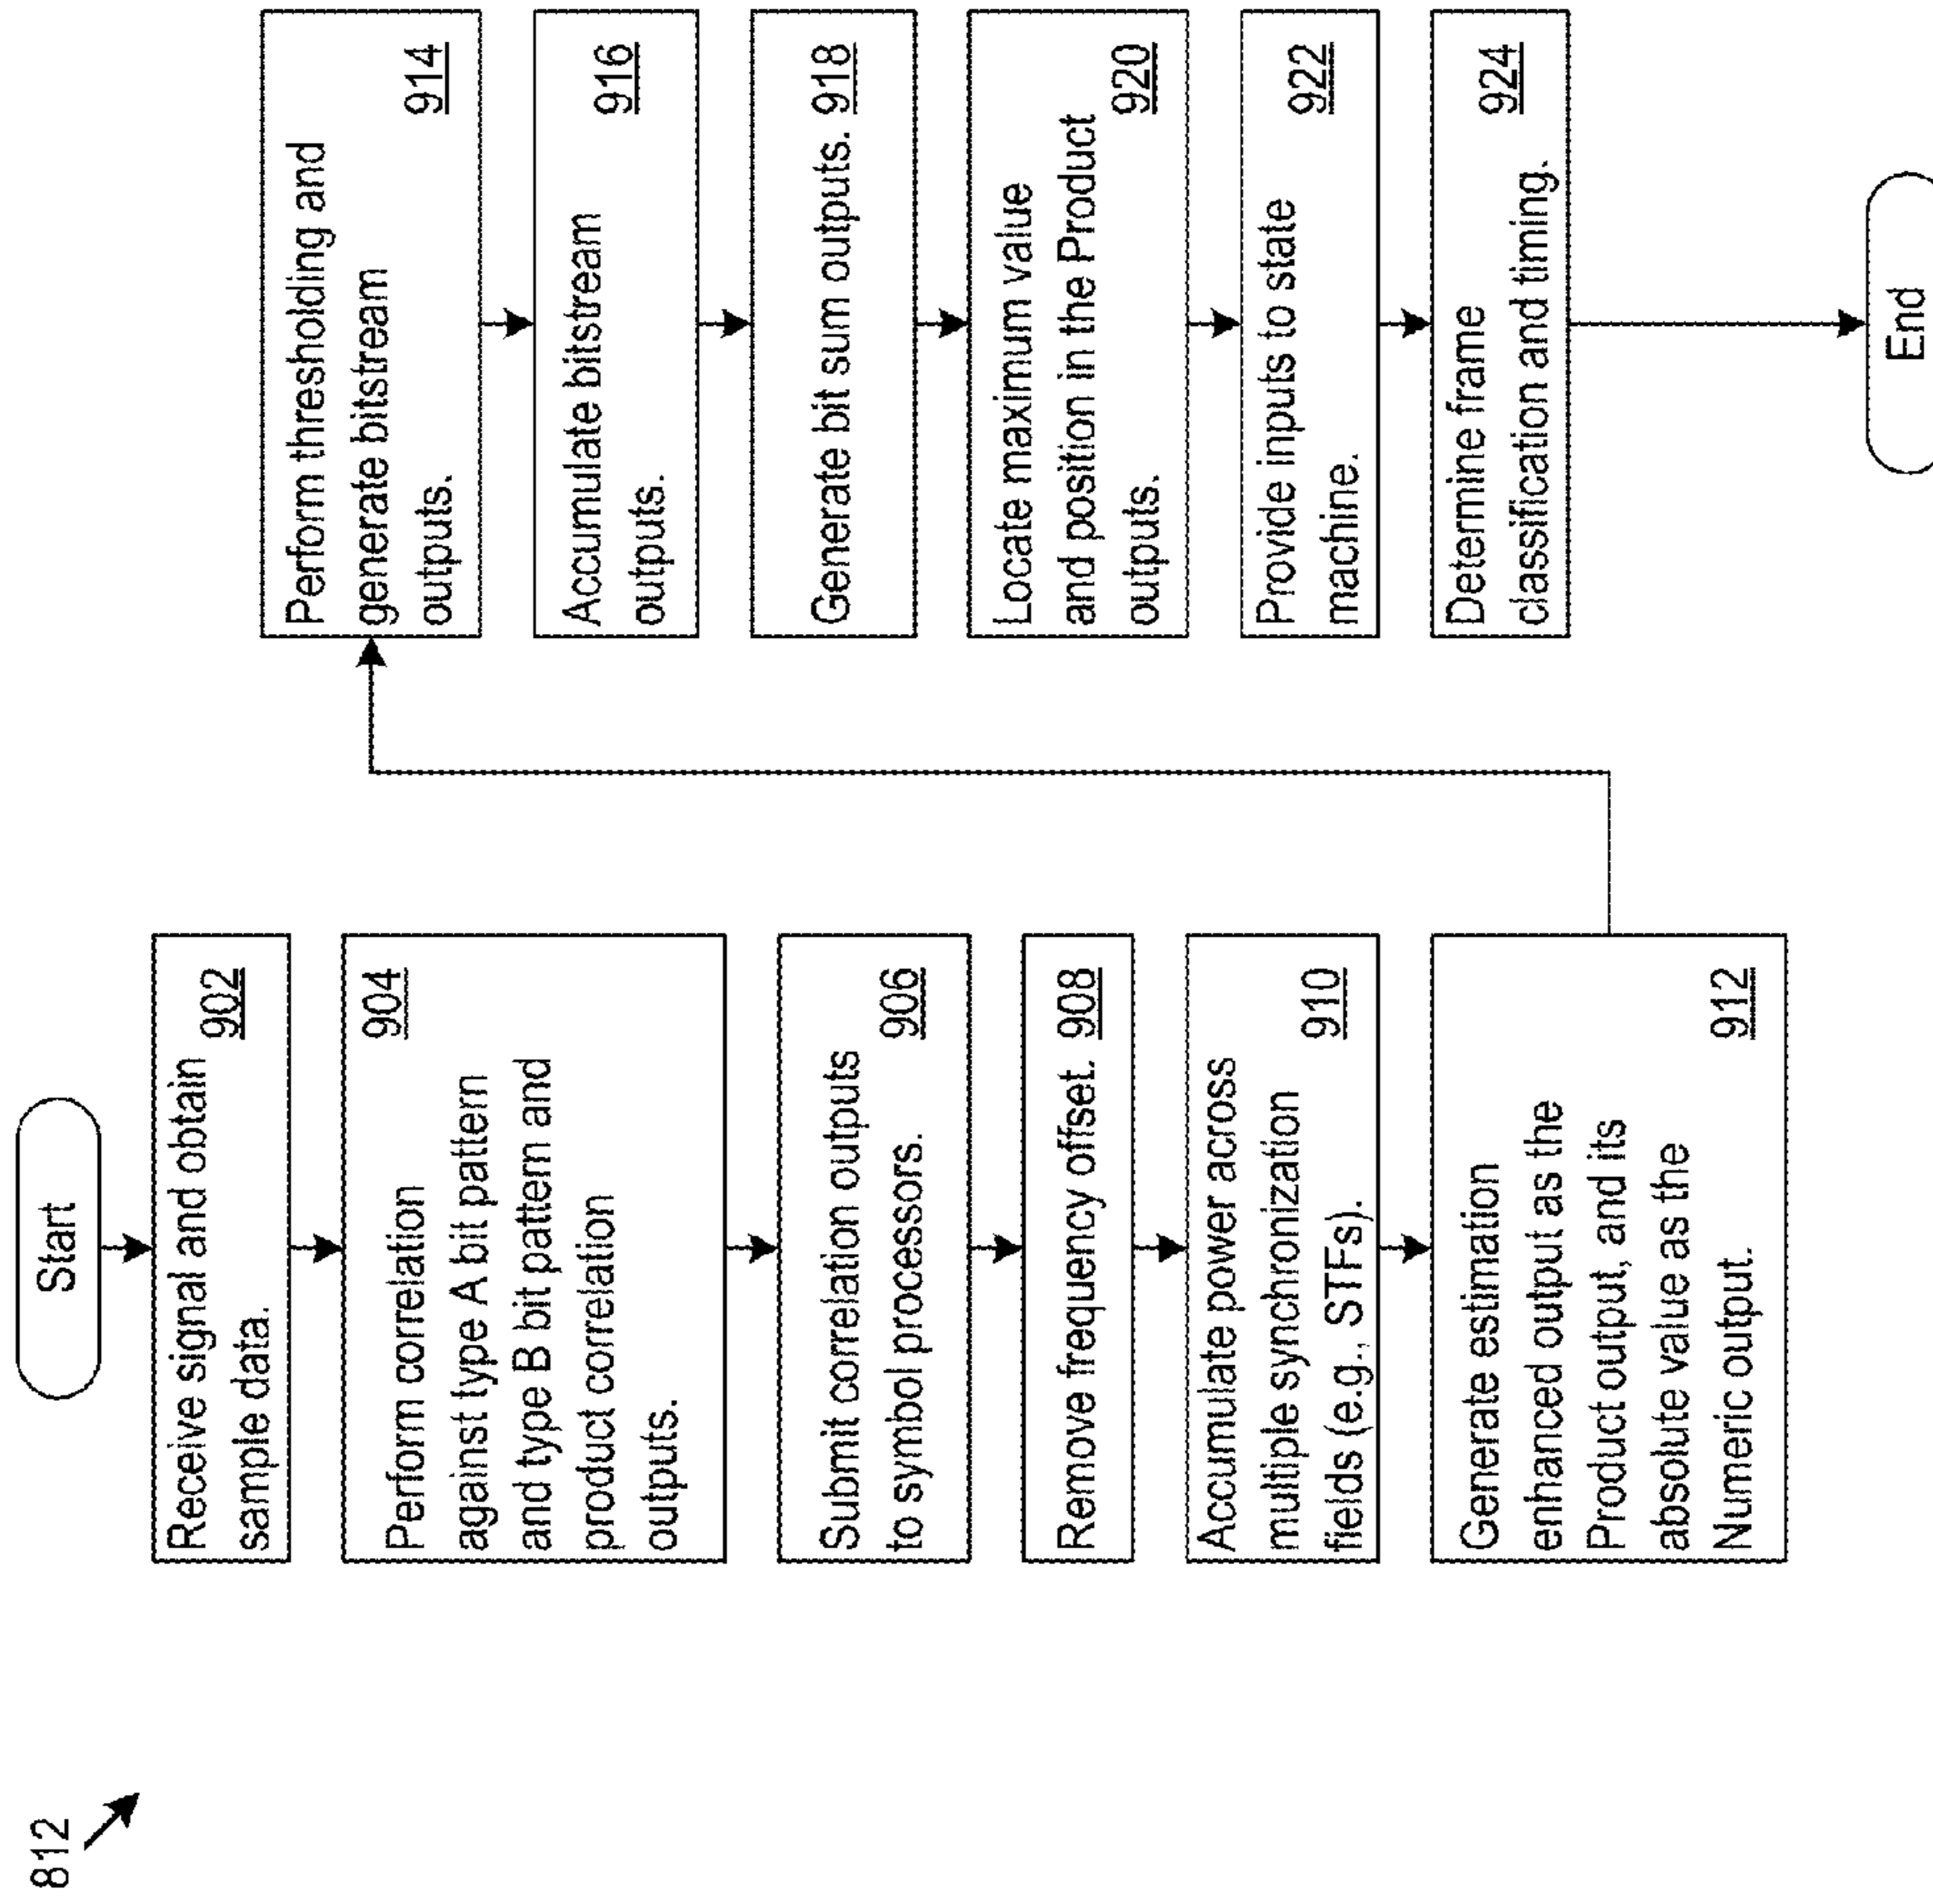 812
Start
Receive signal and obtain
sample data.
902
Perform correlation
against type A bit pattern
and type B bit pattern and
product correlation
outputs.
904
Submit correlation outputs
to symbol processors.
906
Remove frequency offset. 908
Accumulate power across
multiple synchronization
fields (e.g., STFs).
910
Generate estimation
enhanced output as the
Product output, and its
absolute value as the
Numeric output.
912
Perform thresholding and
generate bitstream
outputs.
914
Accumulate bitstream
outputs.
916
Generate bit sum outputs. 918
Locate maximum value
and position in the Product
outputs.
920
Provide inputs to state
machine.
922
Determine frame
classification and timing.
924
End